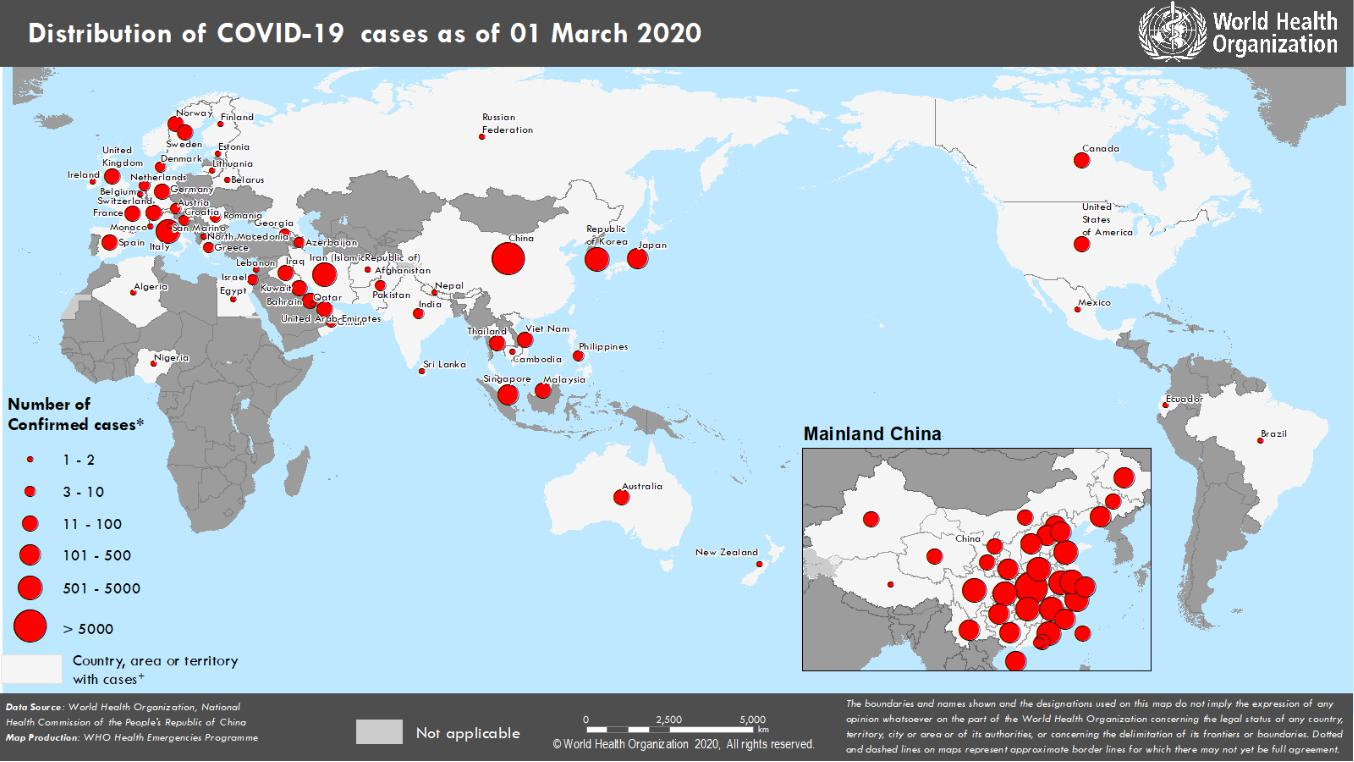 Distribution of COVID-19 cases as of 01 March 2020
World Health
Organization
Norway
Finland
Russian
Federation
Sweden
Estonia
United
Kingdom
Denmark
Lithuania
Ireland
Netherlands
Belarus
Belgium
Germany
Switzerland
Austria
France
Croatia
Romania
Monaco
San Marino
Georgia
North Macedonia
Azerbaijan
Spain
Italy
Greece
Lebanon
Iraq
Iran (Islamic Republic of)
Israel
Afghanistan
Algeria
Egypt
Kuwait
Pakistan
Nepal
Bahrain
Qatar
India
United Arab Emirates
Oman
China
Republic
of Korea
Japan
Thailand
Viet Nam
Cambodia
Philippines
Nigeria
Sri Lanka
Singapore
Malaysia
Australia
New Zealand
Canada
United
States
of America
Mexico
Ecuador
Brazil
Number of
Confirmed cases*
1 - 2
3 - 10
11 - 100
101 - 500
501 - 5000
> 5000
Country, area or territory
with cases+
Mainland China
China
Data Source: World Health Organization, National
Health Commission of the People's Republic of China
Map Production: WHO Health Emergencies Programme
Not applicable
0 2,500 5,000
km
© World Health Organization 2020, All rights reserved.
The boundaries and names shown and the designations used on this map do not imply the expression of any
opinion whatsoever on the part of the World Health Organization concerning the legal status of any country,
territory, city or area or of its authorities, or concerning the delimitation of its frontiers or boundaries. Dotted
and dashed lines on maps represent approximate border lines for which there may not yet be full agreement.